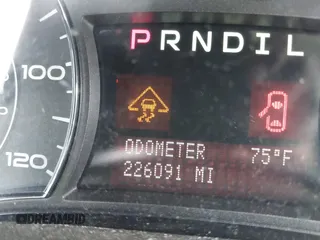 PRNDIL
100
120
ODOMETER 75°F
226091 MI
DREAMBID